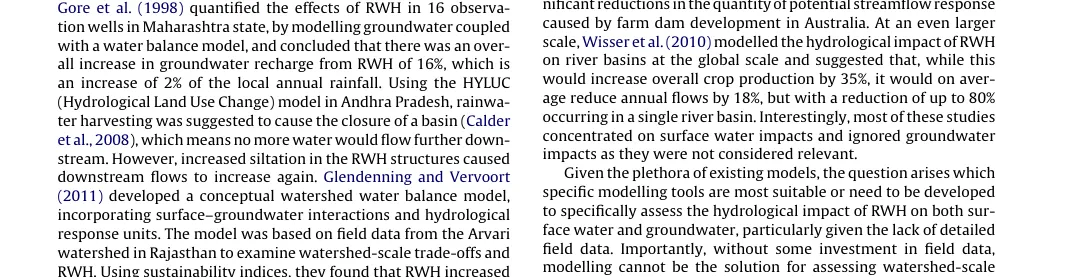 Gore et al. (1998) quantified the effects of RWH in 16 observa-
tion wells in Maharashtra state, by modelling groundwater coupled
with a water balance model, and concluded that there was an over-
all increase in groundwater recharge from RWH of 16%, which is
an increase of 2% of the local annual rainfall. Using the HYLUC
(Hydrological Land Use Change) model in Andhra Pradesh, rainwa-
ter harvesting was suggested to cause the closure of a basin (Calder
et al., 2008), which means no more water would flow further down-
stream. However, increased siltation in the RWH structures caused
downstream flows to increase again. Glendenning and Vervoort
(2011) developed a conceptual watershed water balance model,
incorporating surface–groundwater interactions and hydrological
response units. The model was based on field data from the Arvari
watershed in Rajasthan to examine watershed-scale trade-offs and
RWH. Using sustainability indices, they found that RWH increased
nificant reductions in the quantity of potential streamflow response
caused by farm dam development in Australia. At an even larger
scale, Wisser et al. (2010) modelled the hydrological impact of RWH
on river basins at the global scale and suggested that, while this
would increase overall crop production by 35%, it would on aver-
age reduce annual flows by 18%, but with a reduction of up to 80%
occurring in a single river basin. Interestingly, most of these studies
concentrated on surface water impacts and ignored groundwater
impacts as they were not considered relevant.
Given the plethora of existing models, the question arises which
specific modelling tools are most suitable or need to be developed
to specifically assess the hydrological impact of RWH on both sur-
face water and groundwater, particularly given the lack of detailed
field data. Importantly, without some investment in field data,
modelling cannot be the solution for assessing watershed-scale